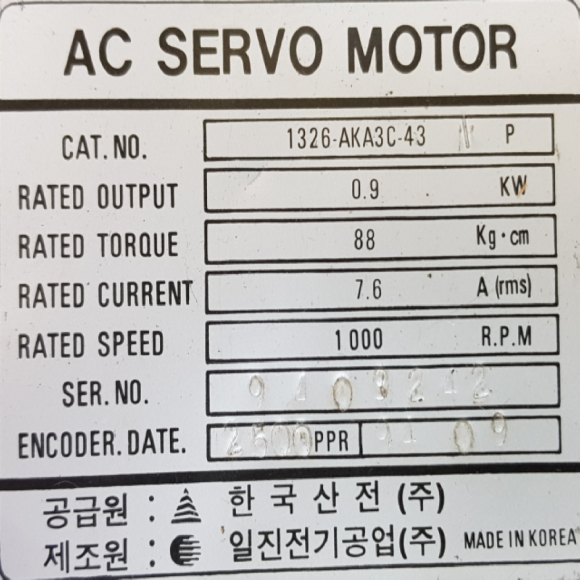 AC SERVO MOTOR
CAT. NO. 1326-AKA3C-43 P
RATED OUTPUT 0.9 KW
RATED TORQUE 88 Kg·cm
RATED CURRENT 7.6 A (rms)
RATED SPEED 1000 R.P.M
SER. NO.
ENCODER. DATE. 2500 PPR 09
공급원 : 한국산전 (주)
제조원 : 일진전기공업(주) MADE IN KOREA